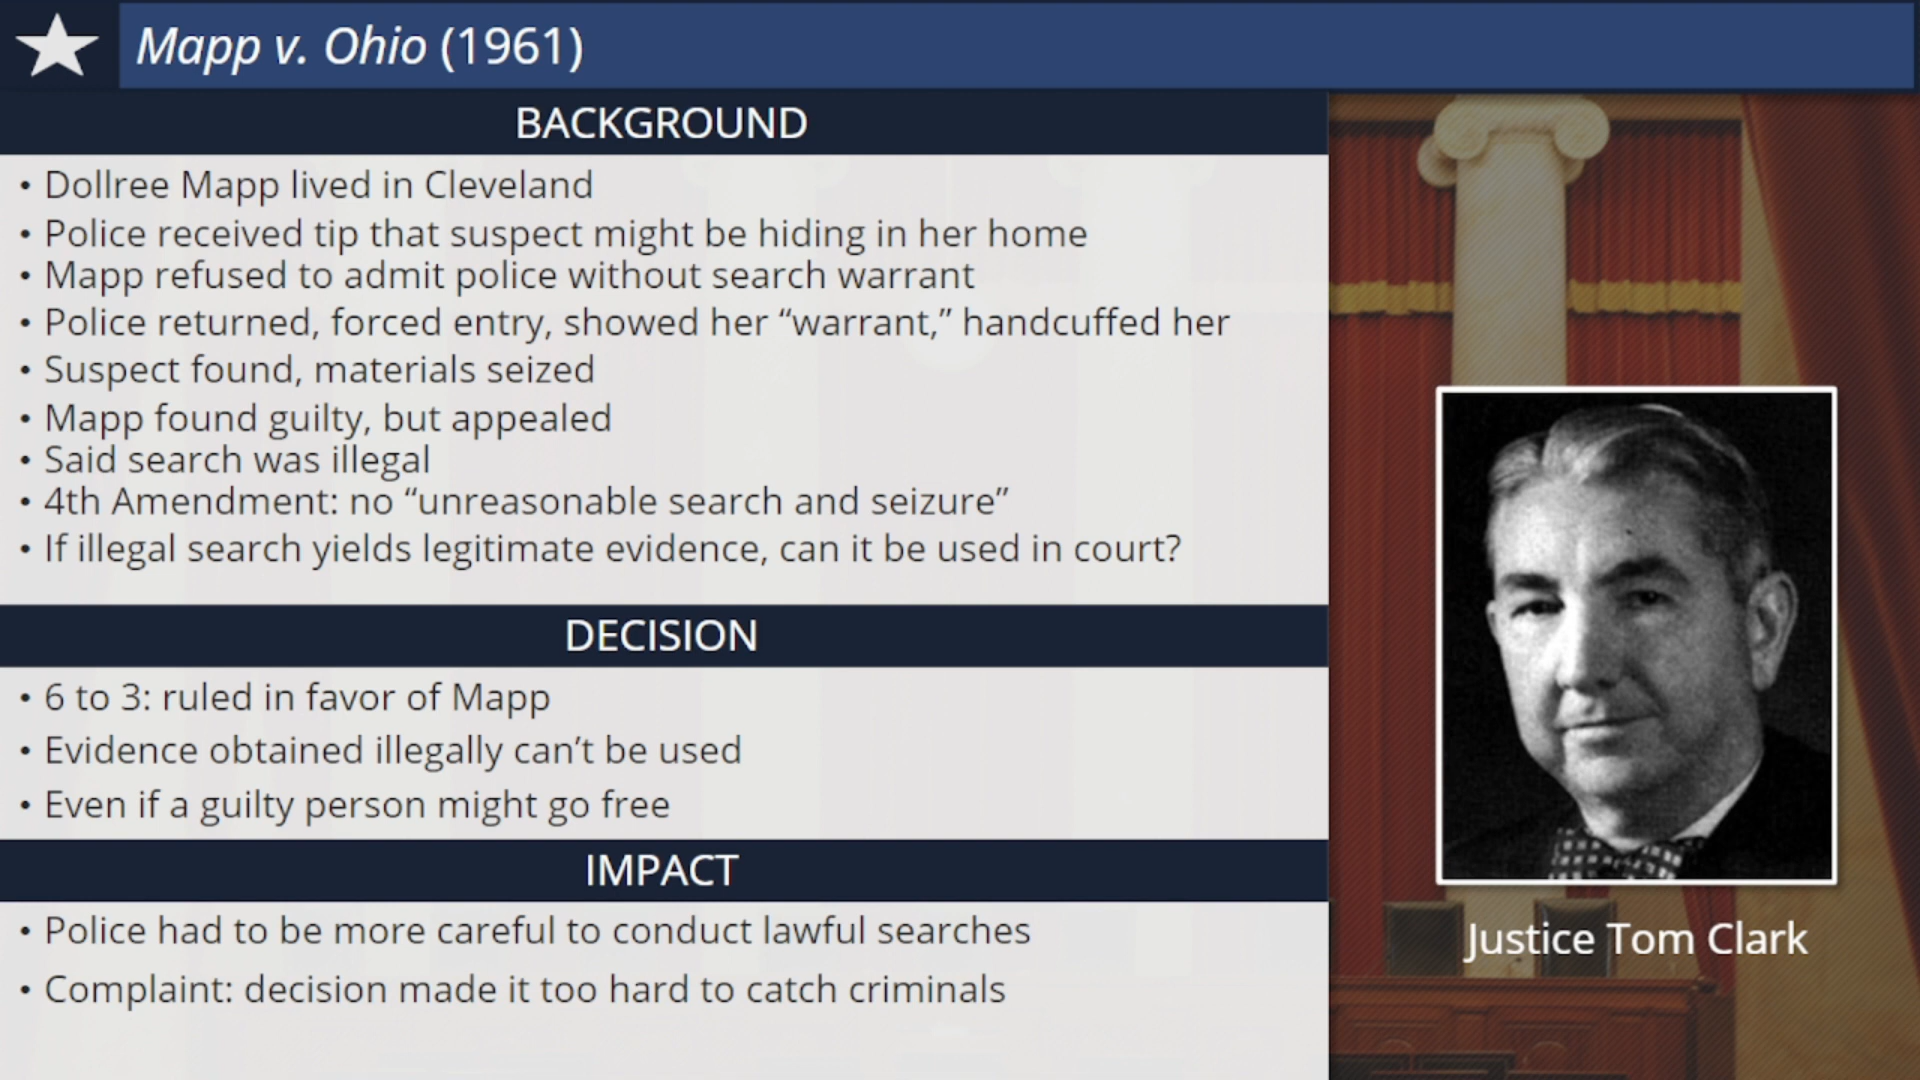 Mapp v. Ohio (1961)
BACKGROUND
• Dollree Mapp lived in Cleveland
• Police received tip that suspect might be hiding in her home
• Mapp refused to admit police without search warrant
• Police returned, forced entry, showed her “warrant,” handcuffed her
• Suspect found, materials seized
• Mapp found guilty, but appealed
• Said search was illegal
• 4th Amendment: no “unreasonable search and seizure”
• If illegal search yields legitimate evidence, can it be used in court?
DECISION
• 6 to 3: ruled in favor of Mapp
• Evidence obtained illegally can’t be used
• Even if a guilty person might go free
IMPACT
• Police had to be more careful to conduct lawful searches
• Complaint: decision made it too hard to catch criminals
Justice Tom Clark